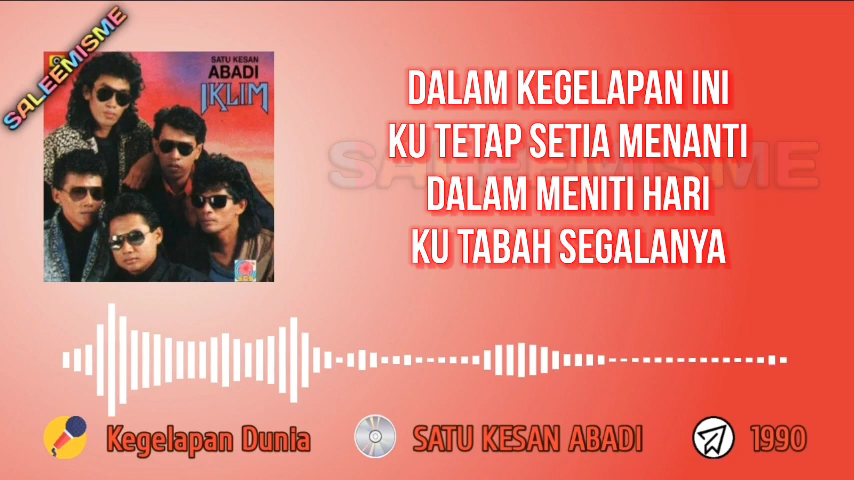 SALEEMISME
SATU KESAN
ABADI
IKLIM
DALAM KEGELAPAN INI
KU TETAP SETIA MENANTI
SALEEMISME
DALAM MENITI HARI
KU TABAH SEGALANYA
Kegelapan Dunia
SATU KESAN ABADI
1990